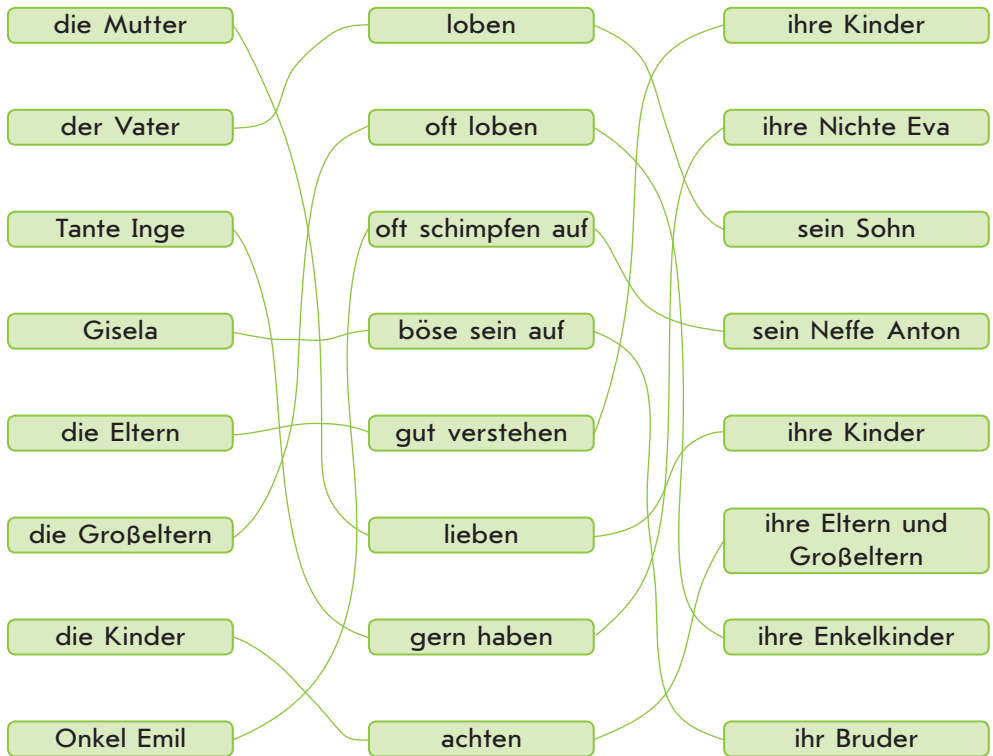 die Mutter
loben
ihre Kinder
der Vater
oft loben
ihre Nichte Eva
Tante Inge
oft schimpfen auf
sein Sohn
Gisela
böse sein auf
sein Neffe Anton
die Eltern
gut verstehen
ihre Kinder
die Großeltern
lieben
ihre Eltern und
Großeltern
die Kinder
gern haben
ihre Enkelkinder
Onkel Emil
achten
ihr Bruder